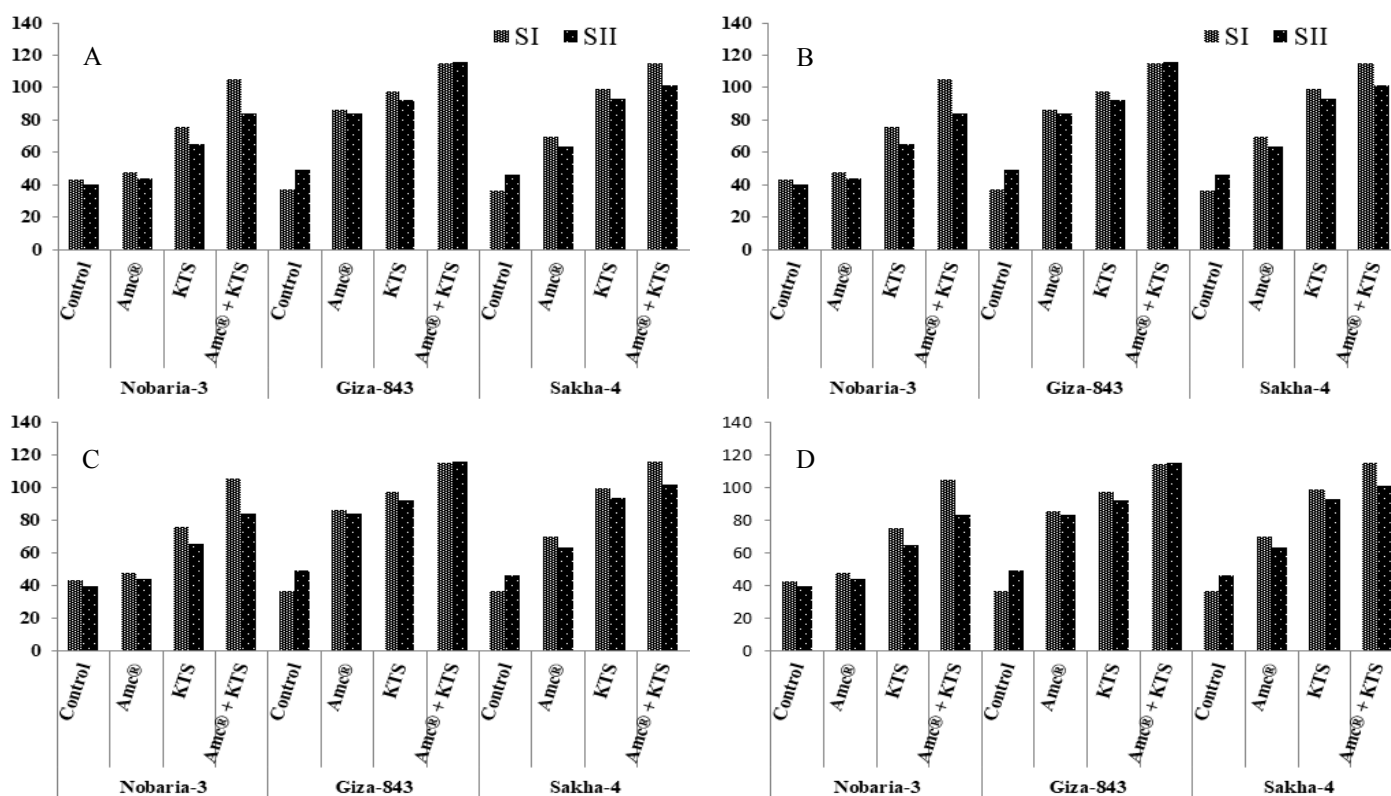 140
120
100
80
60
40
20
0
A
SI SII
Control
Amc®
KTS
Amc® + KTS
Control
Amc®
KTS
Amc® + KTS
Control
Amc®
KTS
Amc® + KTS
Nobaria-3 Giza-843 Sakha-4
140
120
100
80
60
40
20
0
B
SI SII
Control
Amc®
KTS
Amc® + KTS
Control
Amc®
KTS
Amc® + KTS
Control
Amc®
KTS
Amc® + KTS
Nobaria-3 Giza-843 Sakha-4
140
120
100
80
60
40
20
0
C
Control
Amc®
KTS
Amc® + KTS
Control
Amc®
KTS
Amc® + KTS
Control
Amc®
KTS
Amc® + KTS
Nobaria-3 Giza-843 Sakha-4
140
120
100
80
60
40
20
0
D
Control
Amc®
KTS
Amc® + KTS
Control
Amc®
KTS
Amc® + KTS
Control
Amc®
KTS
Amc® + KTS
Nobaria-3 Giza-843 Sakha-4